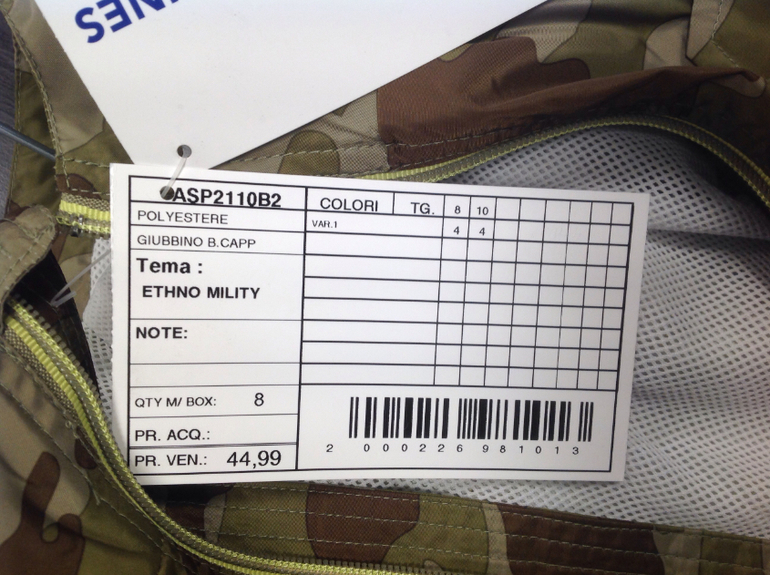 INES
ASP2110B2
POLYESTERE
GIUBBINO B.CAPP
Tema :
ETHNO MILITY
NOTE:
QTY M/ BOX: 8
PR. ACQ.:
PR. VEN.: 44,99
COLORI TG. 8 10
VAR.1 4 4
2 000226 981013